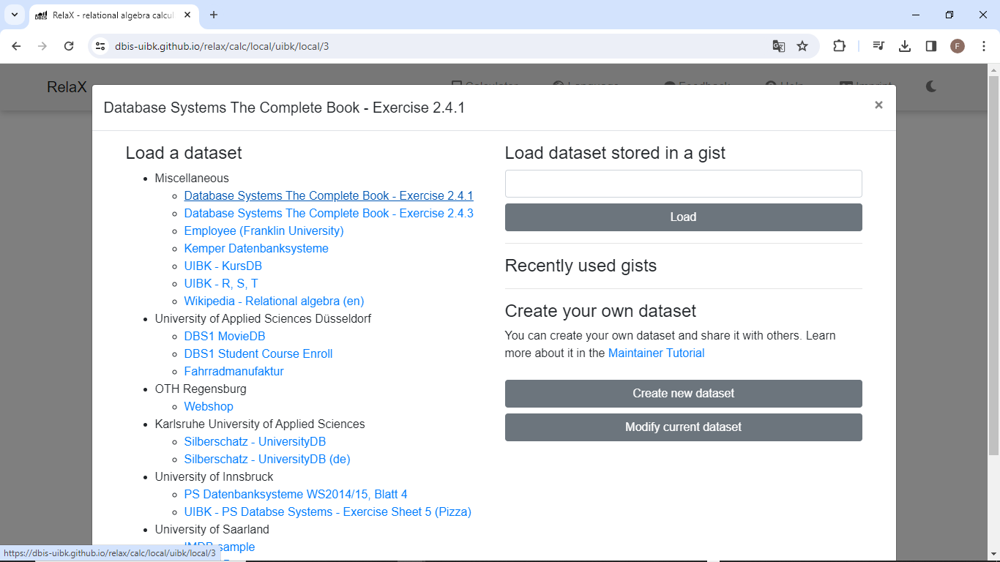 RelaX - relational algebra calcul
dbis-uibk.github.io/relax/calc/local/uibk/local/3
F
RelaX
Calculator
Language
Feedback
Help
Imprint
Database Systems The Complete Book - Exercise 2.4.1
×
Load a dataset
Miscellaneous
Database Systems The Complete Book - Exercise 2.4.1
Database Systems The Complete Book - Exercise 2.4.3
Employee (Franklin University)
Kemper Datenbanksysteme
UIBK - KursDB
UIBK - R, S, T
Wikipedia - Relational algebra (en)
University of Applied Sciences Düsseldorf
DBS1 MovieDB
DBS1 Student Course Enroll
Fahrradmanufaktur
OTH Regensburg
Webshop
Karlsruhe University of Applied Sciences
Silberschatz - UniversityDB
Silberschatz - UniversityDB (de)
University of Innsbruck
PS Datenbanksysteme WS2014/15, Blatt 4
UIBK - PS Databse Systems - Exercise Sheet 5 (Pizza)
University of Saarland
IMDB sample
Load dataset stored in a gist
Load
Recently used gists
Create your own dataset
You can create your own dataset and share it with others. Learn
more about it in the Maintainer Tutorial
Create new dataset
Modify current dataset
https://dbis-uibk.github.io/relax/calc/local/uibk/local/3